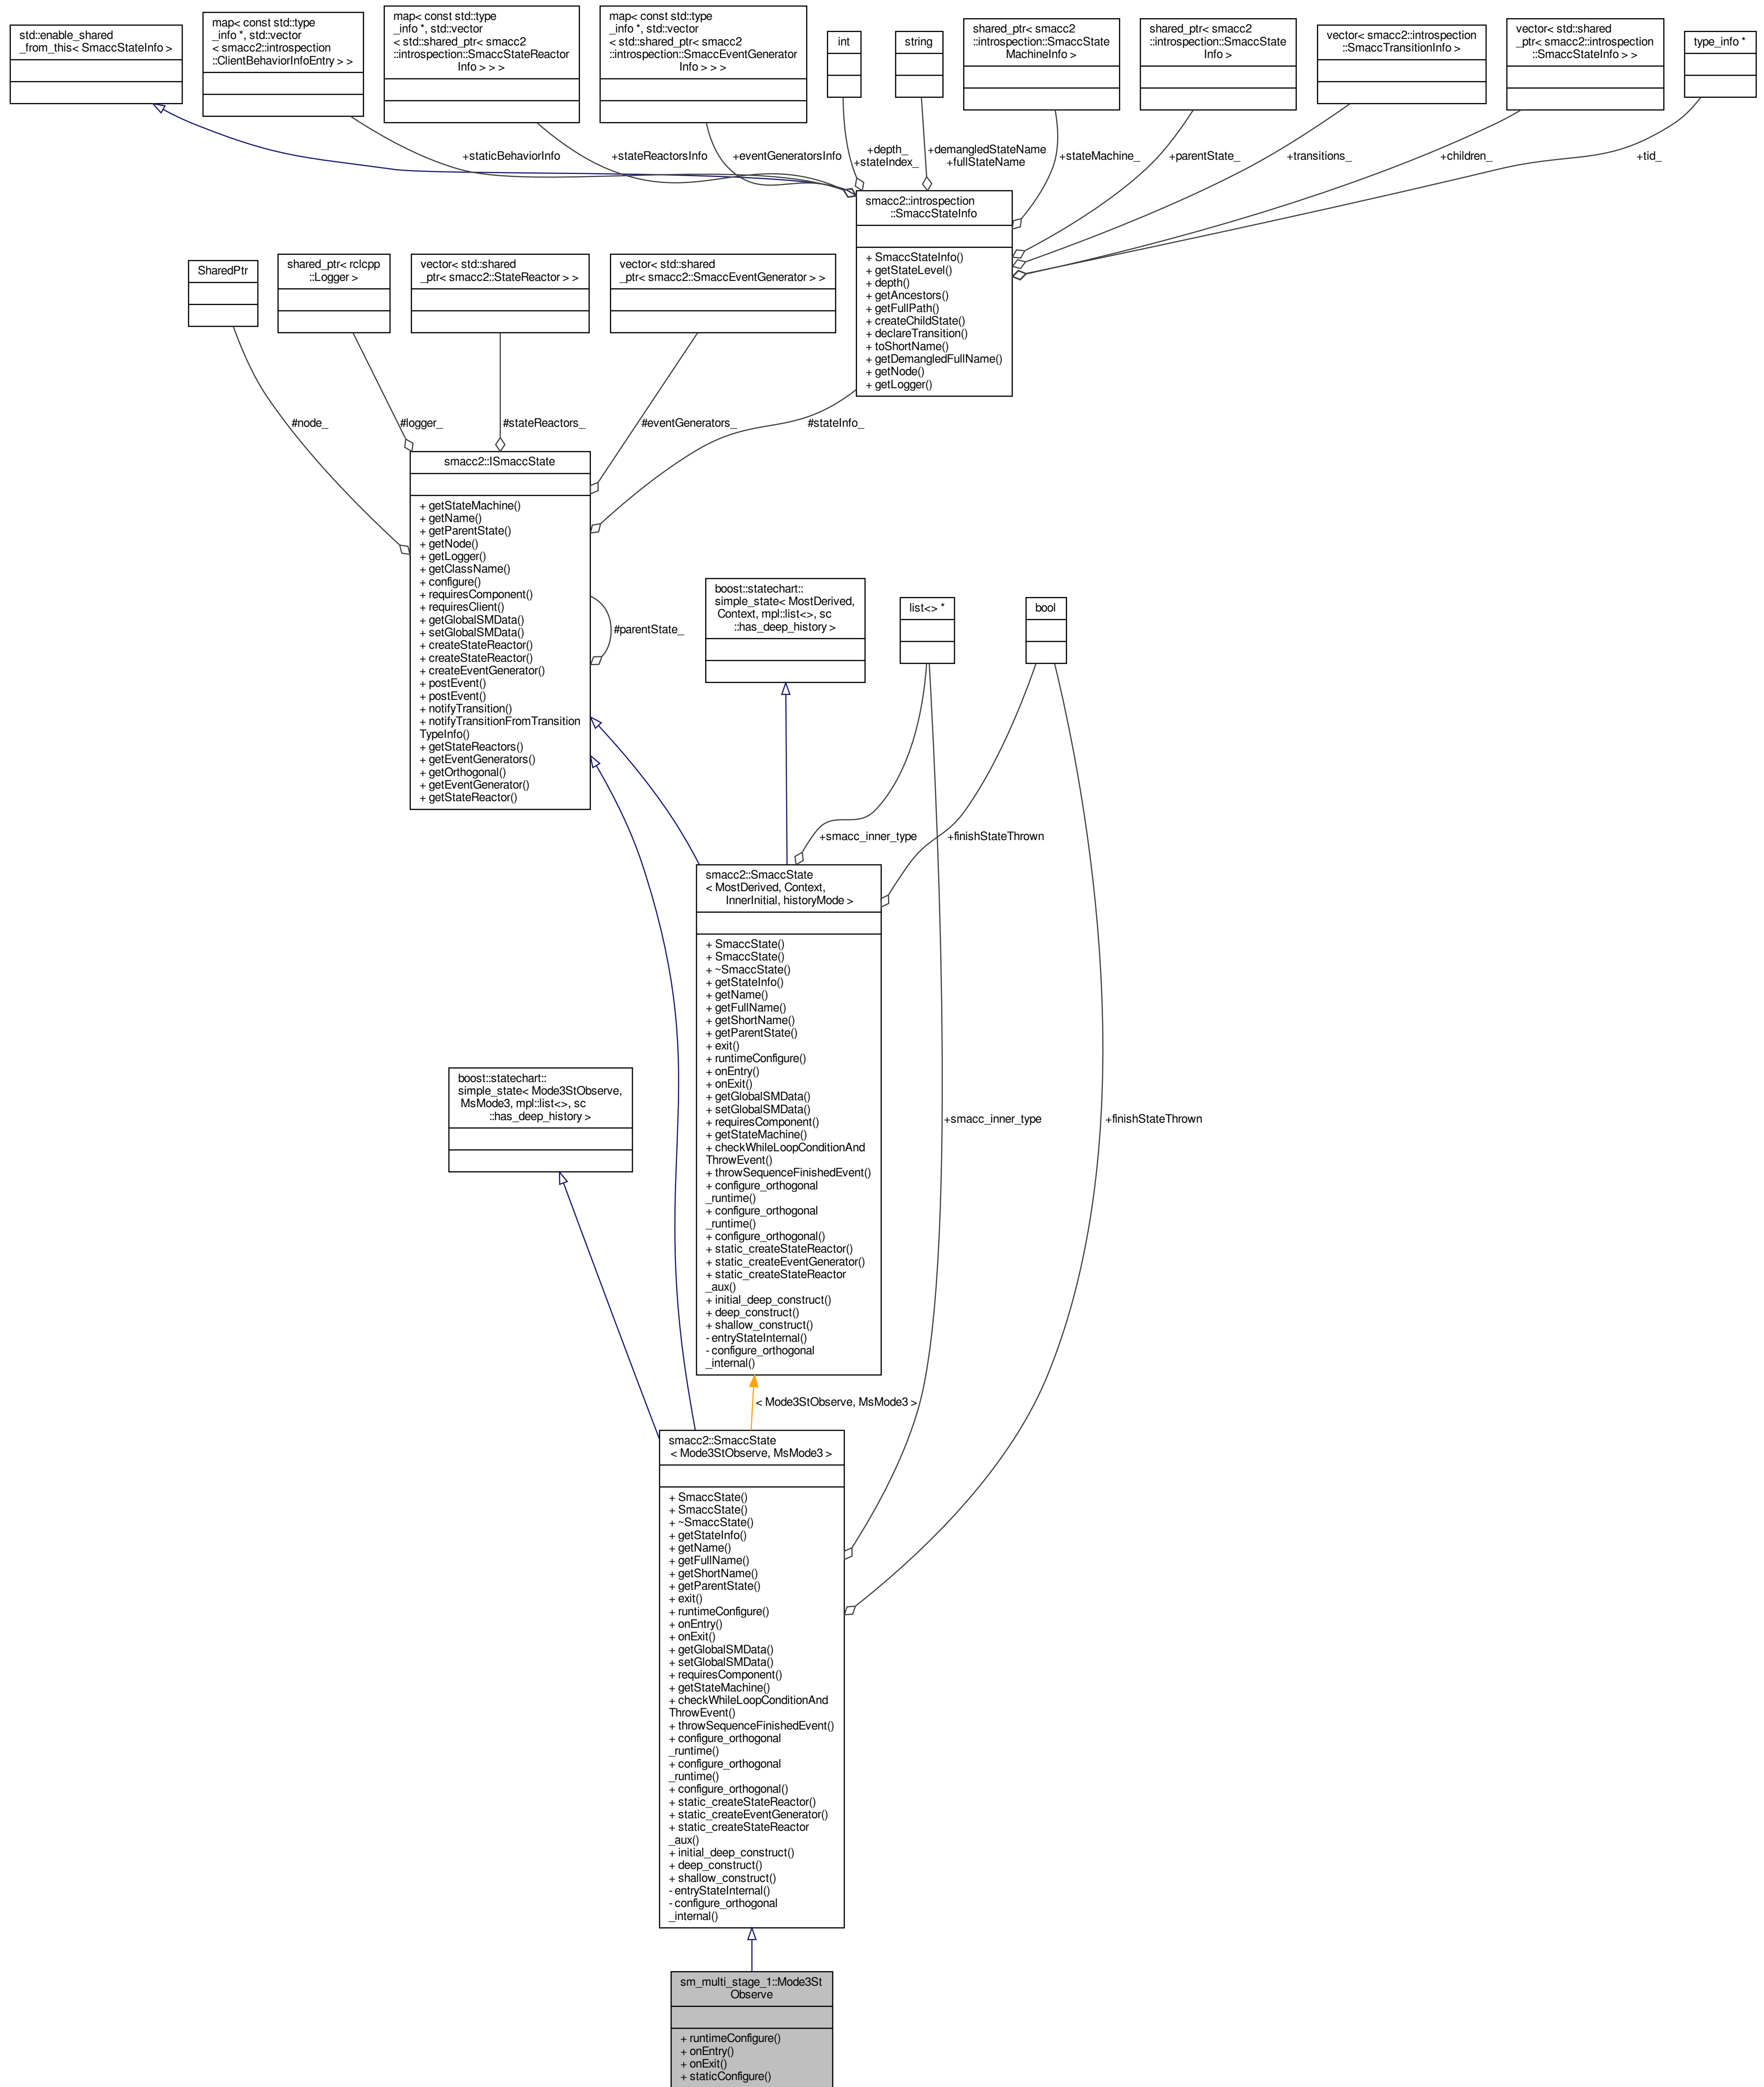 std::enable_shared
_from_this< SmaccStateInfo >
map< const std::type
_info *, std::vector
< smacc2::introspection
::ClientBehaviorInfoEntry > >
map< const std::type
_info *, std::vector
< std::shared_ptr< smacc2
::introspection::SmaccStateReactor
Info > > >
map< const std::type
_info *, std::vector
< std::shared_ptr< smacc2
::introspection::SmaccEventGenerator
Info > > >
int
string
shared_ptr< smacc2
::introspection::SmaccState
MachineInfo >
shared_ptr< smacc2
::introspection::SmaccState
Info >
vector< smacc2::introspection
::SmaccTransitionInfo >
vector< std::shared
_ptr< smacc2::introspection
::SmaccStateInfo > >
type_info *
+staticBehaviorInfo
+stateReactorsInfo
+eventGeneratorsInfo
+depth_
+stateIndex_
+demangledStateName
+fullStateName
+stateMachine_
+parentState_
+transitions_
+children_
+tid_
smacc2::introspection
::SmaccStateInfo
+ SmaccStateInfo()
+ getStateLevel()
+ depth()
+ getAncestors()
+ getFullPath()
+ createChildState()
+ declareTransition()
+ toShortName()
+ getDemangledFullName()
+ getNode()
+ getLogger()
SharedPtr
shared_ptr< rclcpp
::Logger >
vector< std::shared
_ptr< smacc2::StateReactor > >
vector< std::shared
_ptr< smacc2::SmaccEventGenerator > >
#node_
#logger_
#stateReactors_
#eventGenerators_
#stateInfo_
smacc2::ISmaccState
+ getStateMachine()
+ getName()
+ getParentState()
+ getNode()
+ getLogger()
+ getClassName()
+ configure()
+ requiresComponent()
+ requiresClient()
+ getGlobalSMData()
+ setGlobalSMData()
+ createStateReactor()
+ createStateReactor()
+ createEventGenerator()
+ postEvent()
+ postEvent()
+ notifyTransition()
+ notifyTransitionFromTransition
TypeInfo()
+ getStateReactors()
+ getEventGenerators()
+ getOrthogonal()
+ getEventGenerator()
+ getStateReactor()
#parentState_
boost::statechart::
simple_state< MostDerived,
Context, mpl::list<>, sc
::has_deep_history >
list<> *
bool
+smacc_inner_type
+finishStateThrown
smacc2::SmaccState
< MostDerived, Context,
InnerInitial, historyMode >
+ SmaccState()
+ SmaccState()
+ ~SmaccState()
+ getStateInfo()
+ getName()
+ getFullName()
+ getShortName()
+ getParentState()
+ exit()
+ runtimeConfigure()
+ onEntry()
+ onExit()
+ getGlobalSMData()
+ setGlobalSMData()
+ requiresComponent()
+ getStateMachine()
+ checkWhileLoopConditionAnd
ThrowEvent()
+ throwSequenceFinishedEvent()
+ configure_orthogonal
_runtime()
+ configure_orthogonal
_runtime()
+ configure_orthogonal()
+ static_createStateReactor()
+ static_createEventGenerator()
+ static_createStateReactor
_aux()
+ initial_deep_construct()
+ deep_construct()
+ shallow_construct()
- entryStateInternal()
- configure_orthogonal
_internal()
boost::statechart::
simple_state< Mode3StObserve,
MsMode3, mpl::list<>, sc
::has_deep_history >
+smacc_inner_type
+finishStateThrown
< Mode3StObserve, MsMode3 >
smacc2::SmaccState
< Mode3StObserve, MsMode3 >
+ SmaccState()
+ SmaccState()
+ ~SmaccState()
+ getStateInfo()
+ getName()
+ getFullName()
+ getShortName()
+ getParentState()
+ exit()
+ runtimeConfigure()
+ onEntry()
+ onExit()
+ getGlobalSMData()
+ setGlobalSMData()
+ requiresComponent()
+ getStateMachine()
+ checkWhileLoopConditionAnd
ThrowEvent()
+ throwSequenceFinishedEvent()
+ configure_orthogonal
_runtime()
+ configure_orthogonal
_runtime()
+ configure_orthogonal()
+ static_createStateReactor()
+ static_createEventGenerator()
+ static_createStateReactor
_aux()
+ initial_deep_construct()
+ deep_construct()
+ shallow_construct()
- entryStateInternal()
- configure_orthogonal
_internal()
sm_multi_stage_1::Mode3St
Observe
+ runtimeConfigure()
+ onEntry()
+ onExit()
+ staticConfigure()